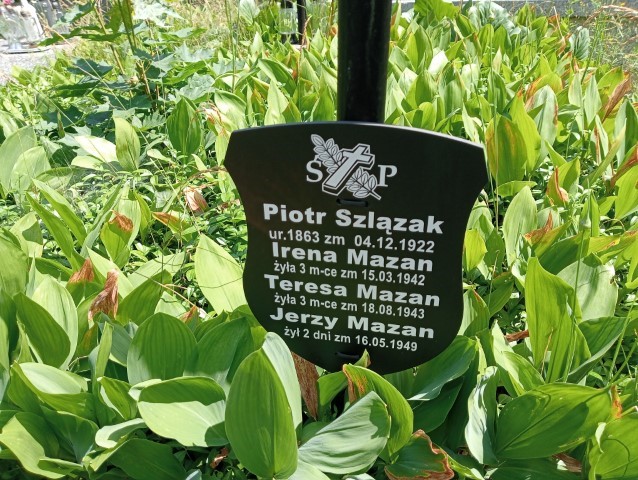 S P
Piotr Szlązak
ur.1863 zm 04.12.1922
Irena Mazan
żyła 3 m-ce zm 15.03.1942
Teresa Mazan
żyła 3 m-ce zm 18.08.1943
Jerzy Mazan
żył 2 dni zm 16.05.1949